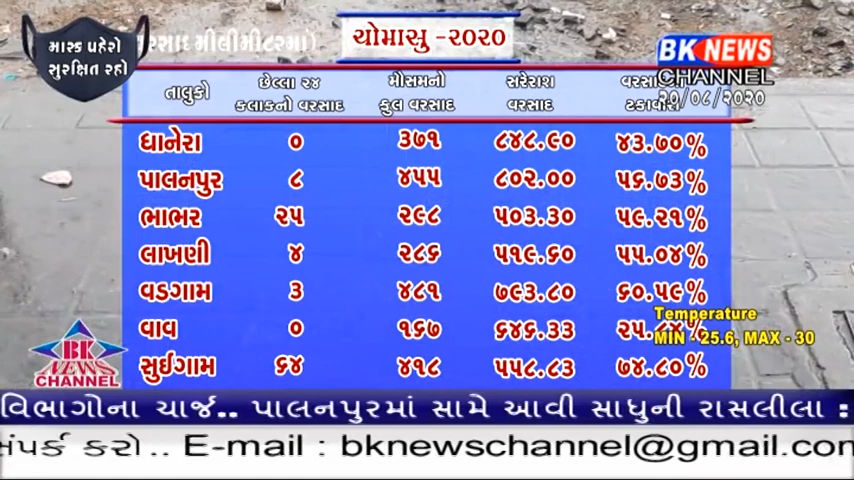 ચોમાસુ -૨૦૨૦
મીલીમીટરમાં)
માસ્ક પહેરો
સુરક્ષિત રહો
BK NEWS
CHANNEL
૨૦/૦૮/૨૦૨૦
તાલુકો છેલ્લા ૨૪ કલાકનો વરસાદ મૌસમનો કુલ વરસાદ સરેરાશ વરસાદ
ધાનેરા ૦ ૩૭૧ ૮૪૮.૯૦ ૪૩.૭૦%
પાલનપુર ૮ ૪૫૫ ૮૦૨.૦૦ ૫૬.૭૩%
ભાભર ૨૫ ૨૯૮ ૫૦૩.૩૦ ૫૯.૨૧%
લાખણી ૪ ૨૮૬ ૫૧૯.૬૦ ૫૫.૦૪%
વડગામ ૩ ૪૮૧ ૭૯૩.૮૦ ૬૦.૫૯%
વાવ ૦ ૧૬૭ ૬૪૬.૩૩ ૨૫.૮૪%
સુઈગામ ૬૪ ૪૧૮ ૫૫૮.૮૩ ૭૪.૮૦%
Temperature
MIN - 25.6, MAX - 30
BK
NEWS
CHANNEL
વિભાગોના ચાર્જ.. પાલનપુરમાં સામે આવી સાધુની રાસલીલા :
સંપર્ક કરો .. E-mail : bknewschannel@gmail.com